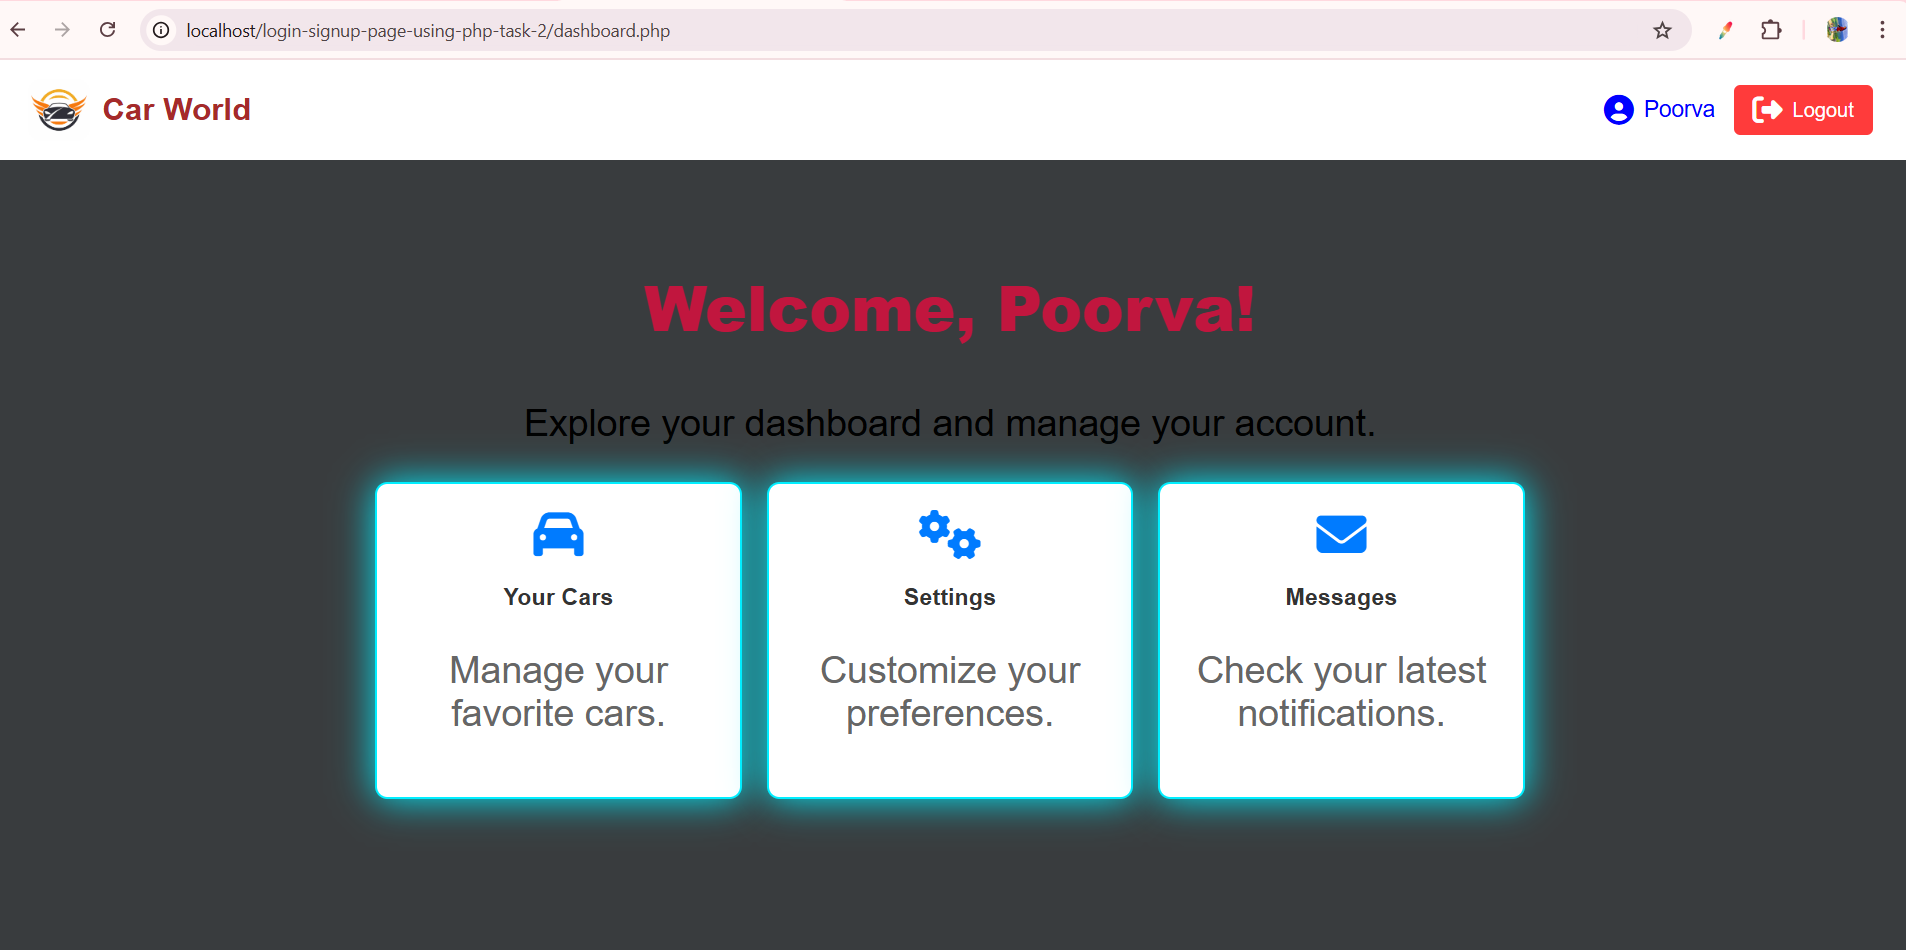 localhost/login-signup-page-using-php-task-2/dashboard.php
Car World
Poorva
Logout
Welcome, Poorva!
Explore your dashboard and manage your account.
Your Cars
Manage your
favorite cars.
Settings
Customize your
preferences.
Messages
Check your latest
notifications.